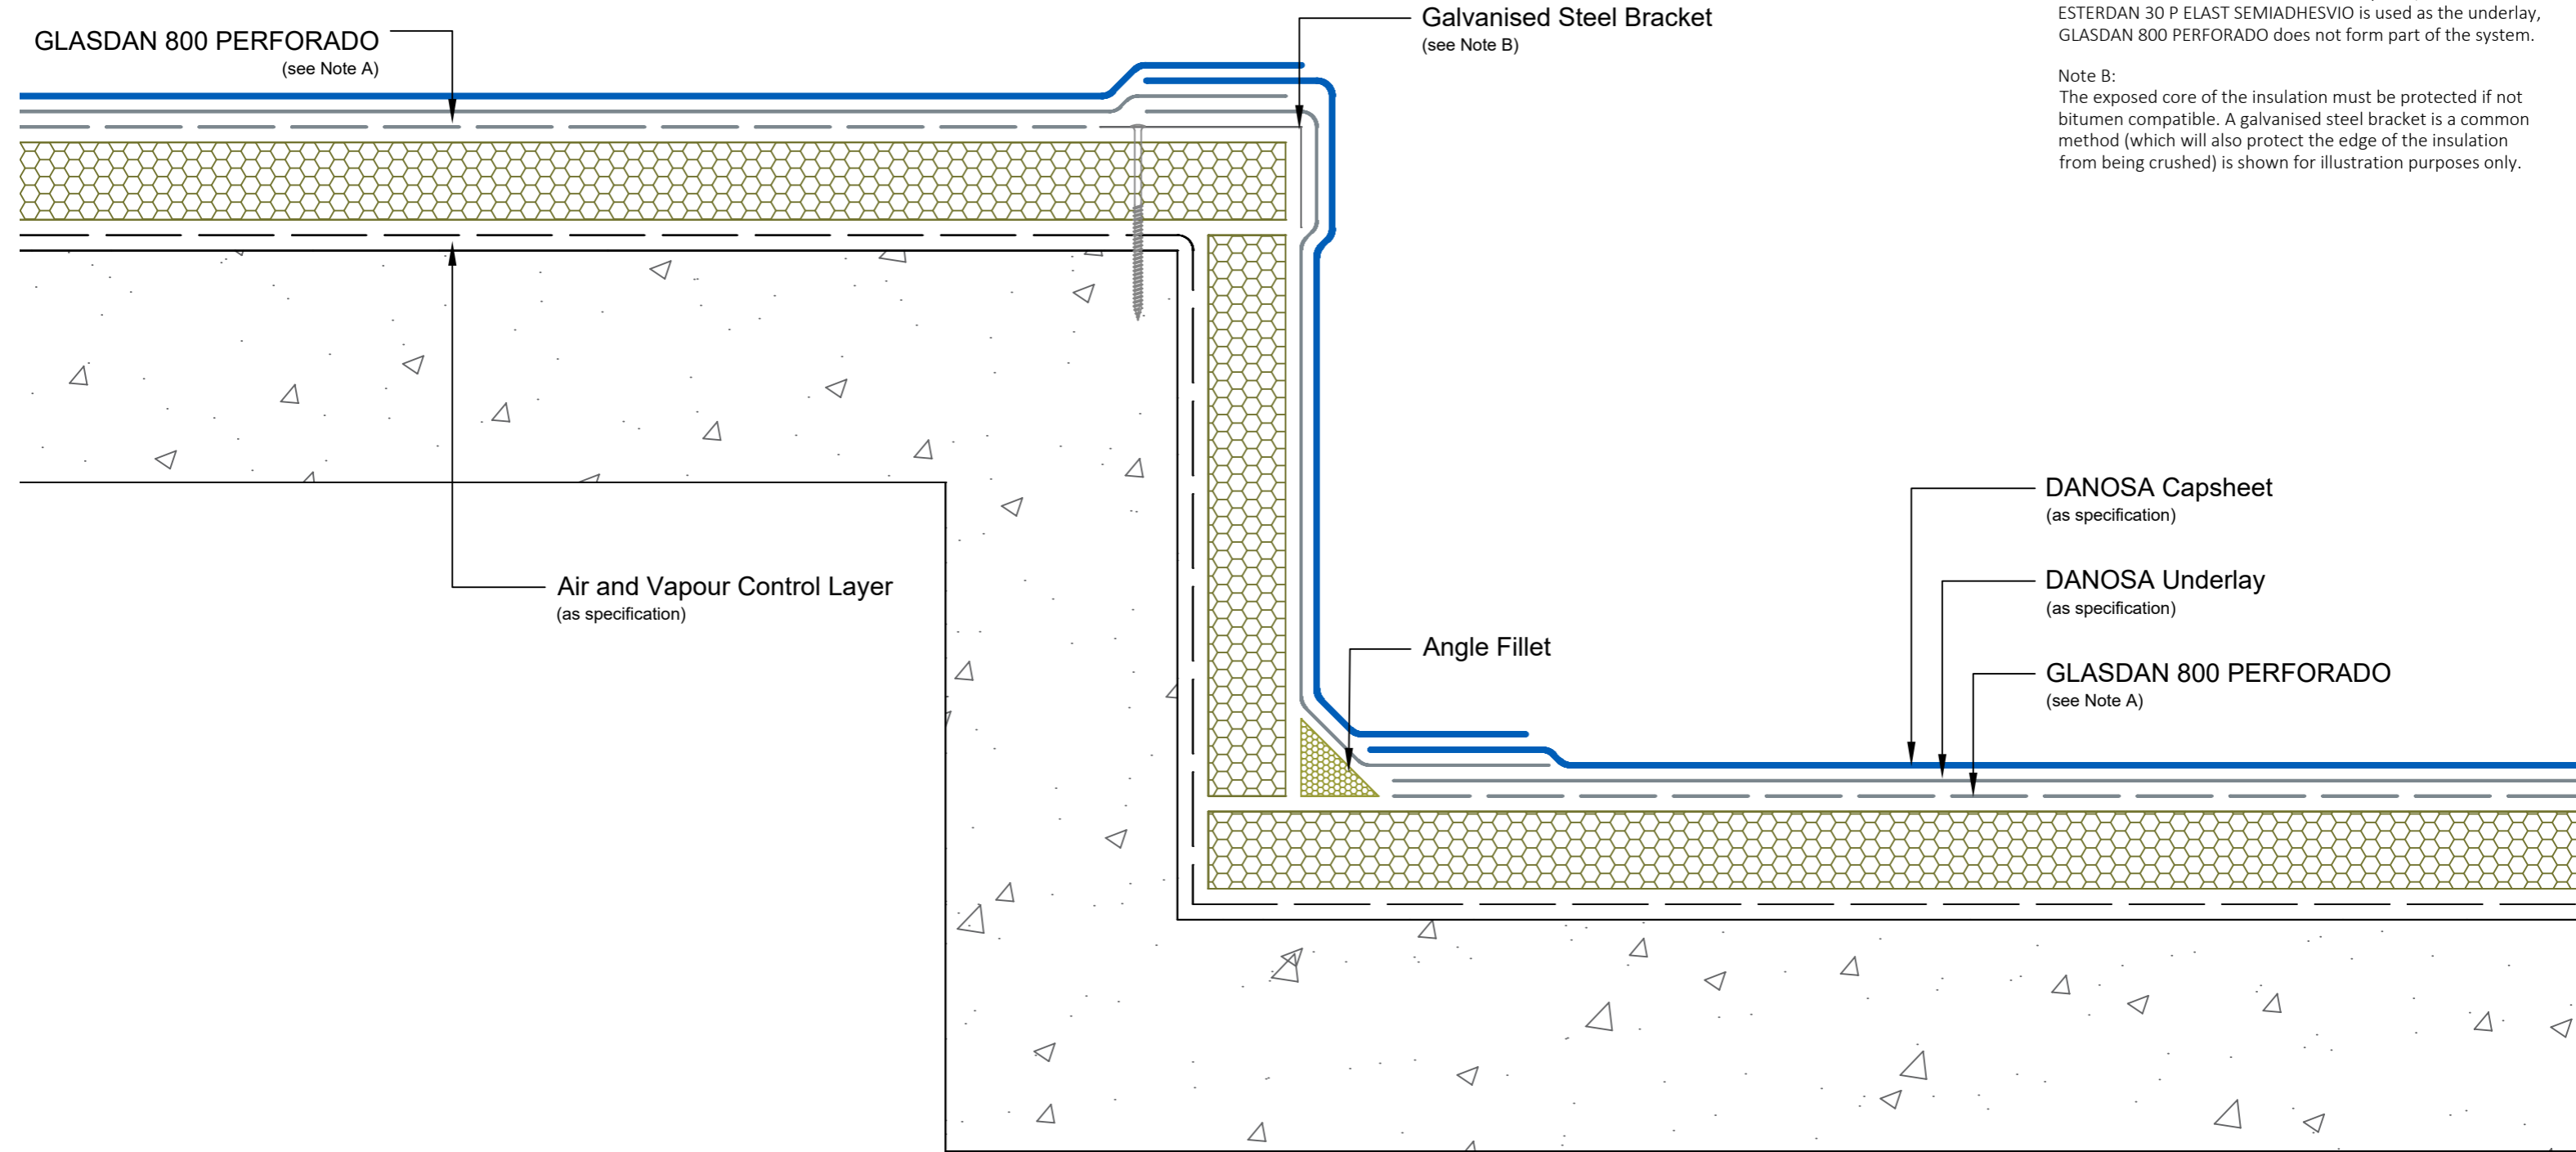 GLASDAN 800 PERFORADO
(see Note A)
Galvanised Steel Bracket
(see Note B)
ESTERDAN 30 P ELAST SEMIADHESVIO is used as the underlay,
GLASDAN 800 PERFORADO does not form part of the system.
Note B:
The exposed core of the insulation must be protected if not
bitumen compatible. A galvanised steel bracket is a common
method (which will also protect the edge of the insulation
from being crushed) is shown for illustration purposes only.
Air and Vapour Control Layer
(as specification)
Angle Fillet
DANOSA Capsheet
(as specification)
DANOSA Underlay
(as specification)
GLASDAN 800 PERFORADO
(see Note A)